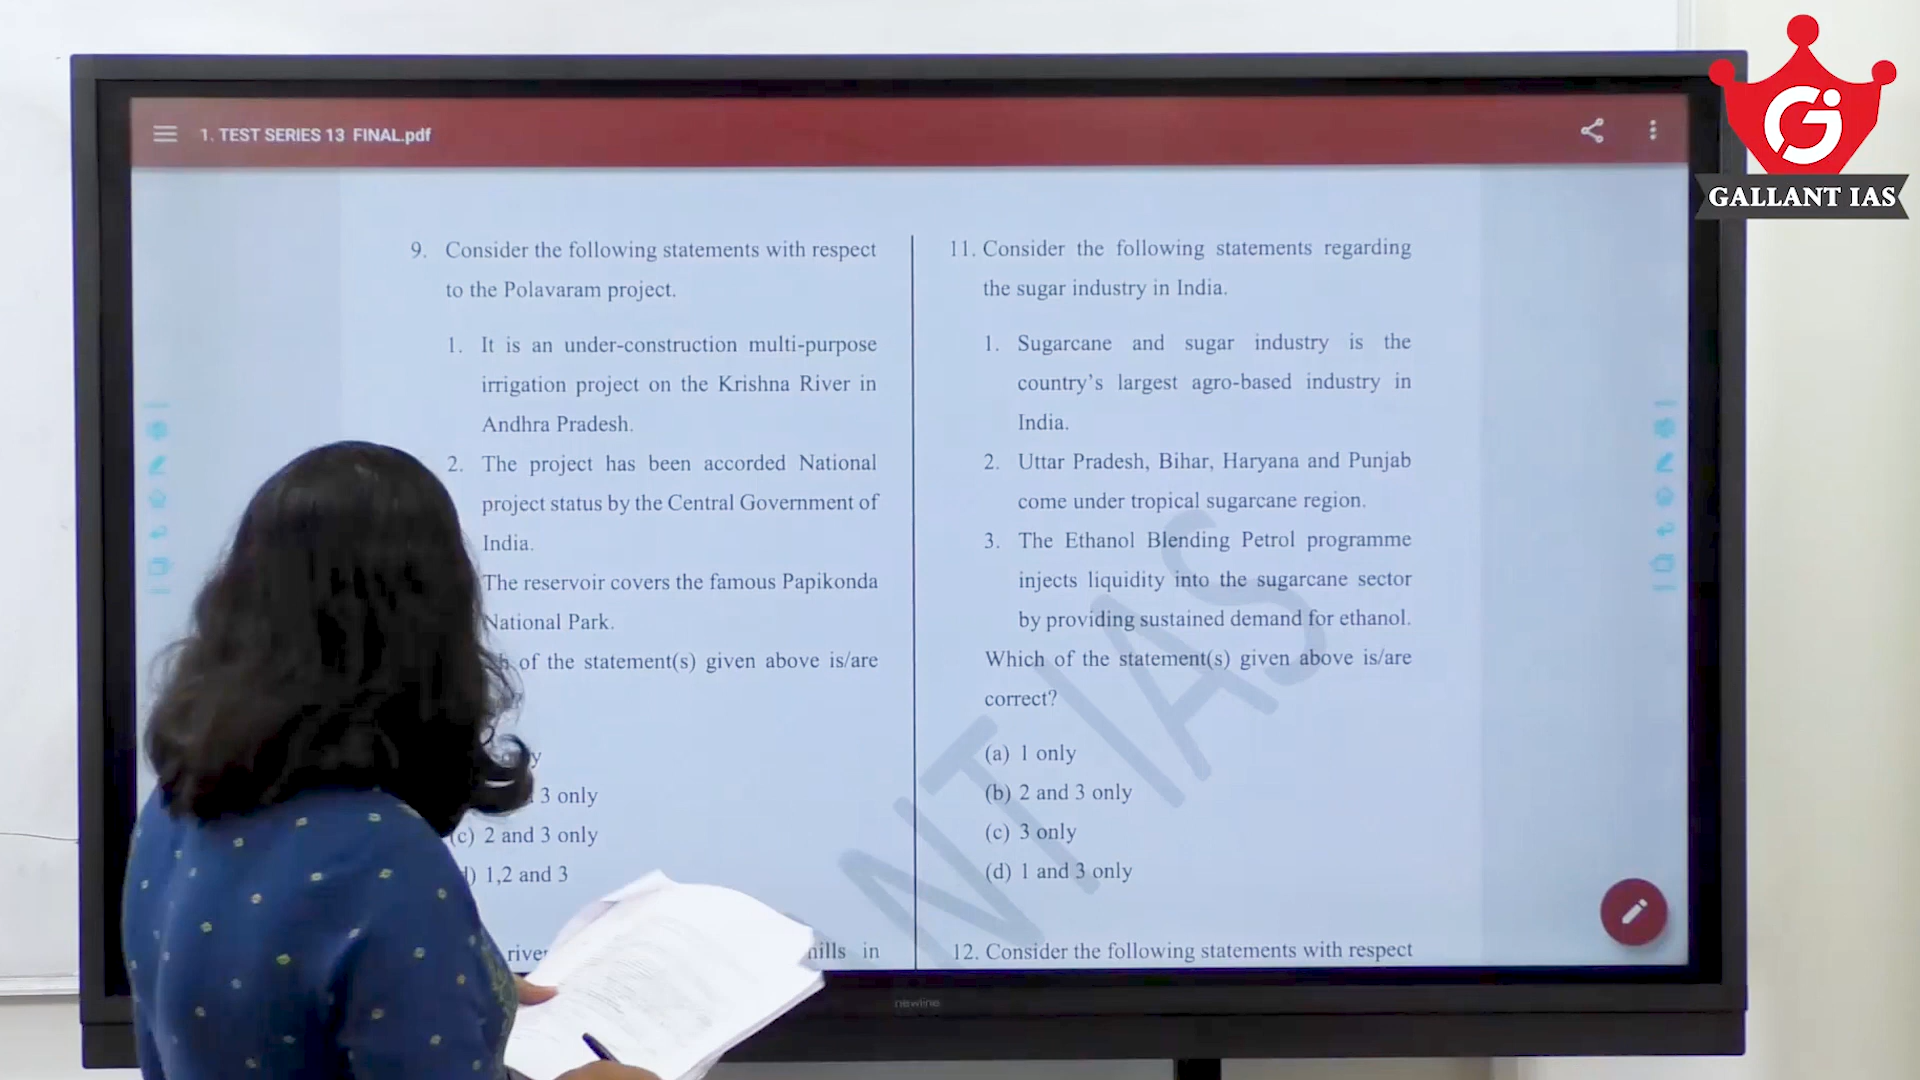 1. TEST SERIES 13 FINAL.pdf
GALLANT IAS
9. Consider the following statements with respect
to the Polavaram project.
1. It is an under-construction multi-purpose
irrigation project on the Krishna River in
Andhra Pradesh.
2. The project has been accorded National
project status by the Central Government of
India.
The reservoir covers the famous Papikonda
National Park.
of the statement(s) given above is/are
3 only
(c) 2 and 3 only
) 1,2 and 3
hills in
11. Consider the following statements regarding
the sugar industry in India.
1. Sugarcane and sugar industry is the
country's largest agro-based industry in
India.
2. Uttar Pradesh, Bihar, Haryana and Punjab
come under tropical sugarcane region.
3. The Ethanol Blending Petrol programme
injects liquidity into the sugarcane sector
by providing sustained demand for ethanol.
Which of the statement(s) given above is/are
correct?
(a) 1 only
(b) 2 and 3 only
(c) 3 only
(d) 1 and 3 only
12. Consider the following statements with respect
NT IAS
newline